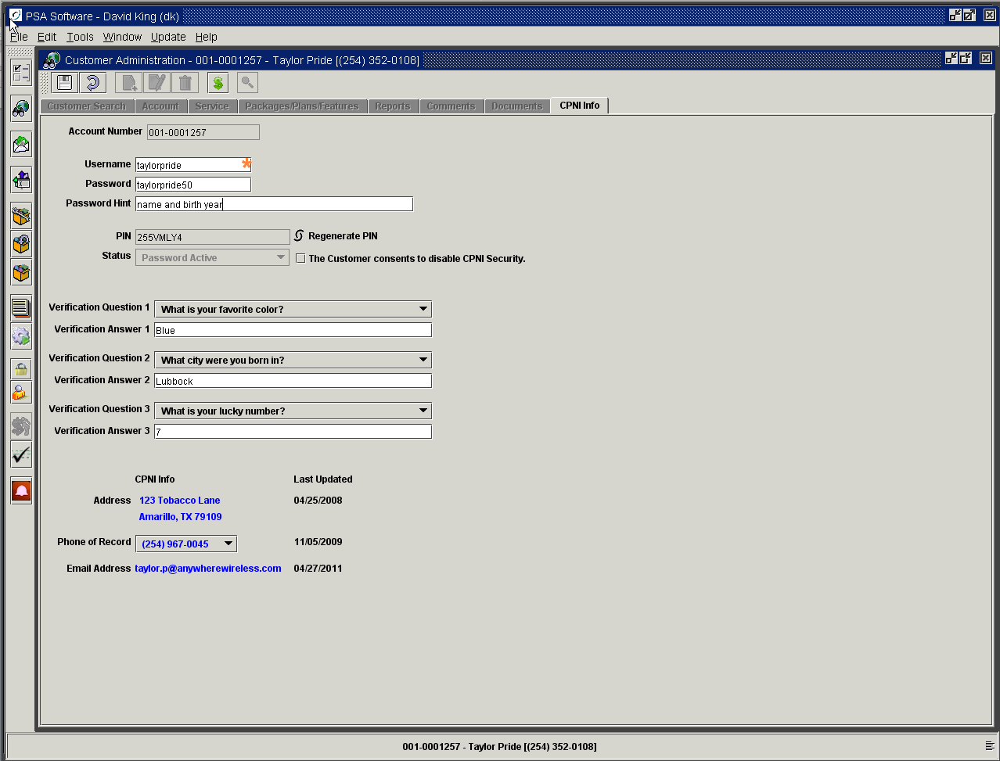 PSA Software - David King (dk)
File Edit Tools Window Update Help
Customer Administration - 001-0001257 - Taylor Pride [(254) 352-0108]
Customer Search Account Service Packages/Plans/Features Reports Comments Documents CPNI Info
Account Number 001-0001257
Username taylorpride
Password taylorpride50
Password Hint name and birth year
PIN 255VMLY4 Regenerate PIN
Status Password Active The Customer consents to disable CPNI Security.
Verification Question 1 What is your favorite color?
Verification Answer 1 Blue
Verification Question 2 What city were you born in?
Verification Answer 2 Lubbock
Verification Question 3 What is your lucky number?
Verification Answer 3 7
CPNI Info Last Updated
Address 123 Tobacco Lane 04/25/2008
Amarillo, TX 79109
Phone of Record (254) 967-0045 11/05/2009
Email Address taylor.p@anywherewireless.com 04/27/2011
001-0001257 - Taylor Pride [(254) 352-0108]